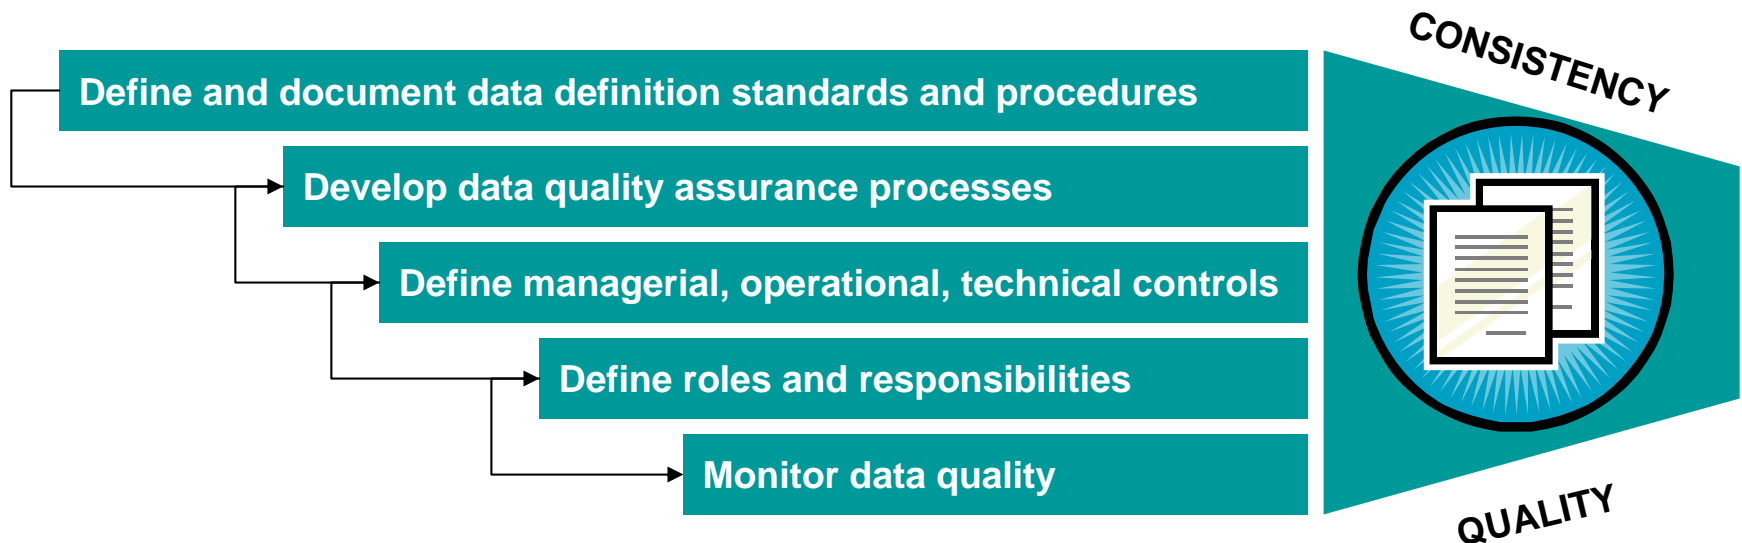 CONSISTENCY
Define and document data definition standards and procedures
Develop data quality assurance processes
Define managerial, operational, technical controls
Define roles and responsibilities
Monitor data quality
QUALITY